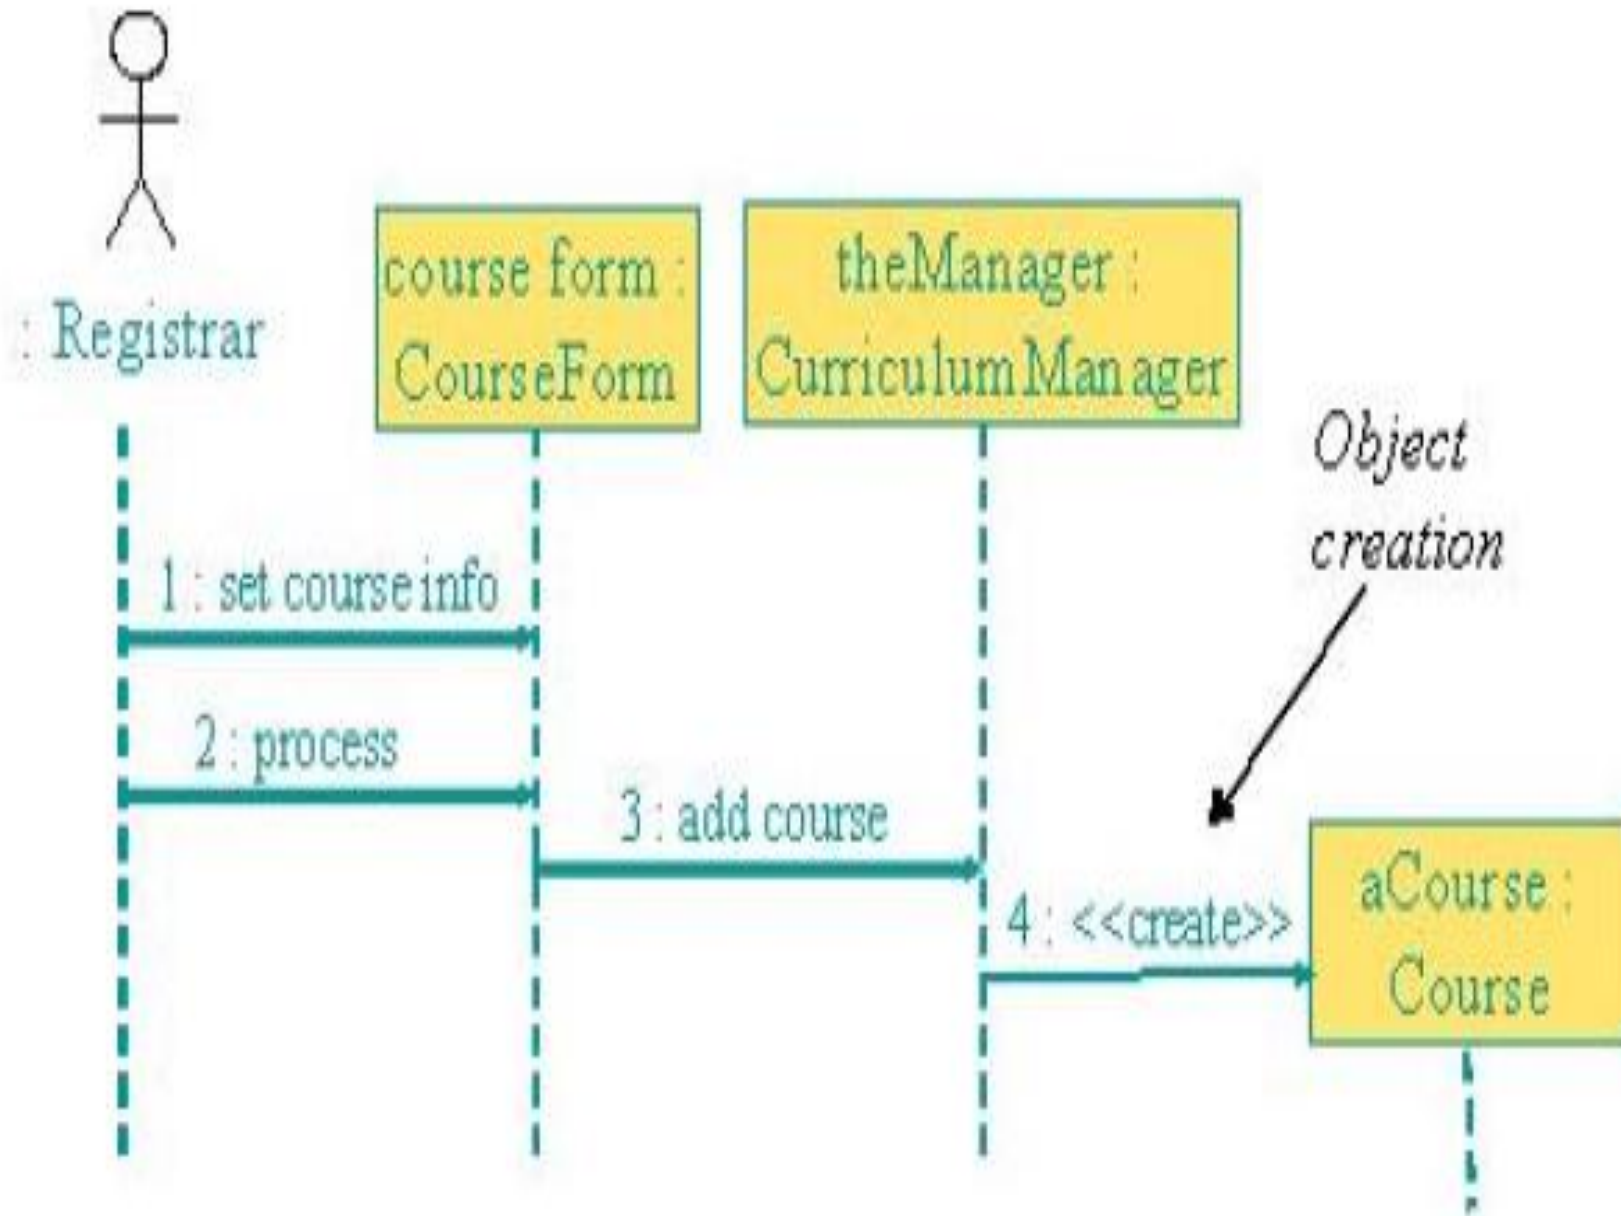 : Registrar
course form :
CourseForm
theManager :
CurriculumManager
Object
creation
1 : set course info
2 : process
3 : add course
4 : <<create>>
aCourse :
Course